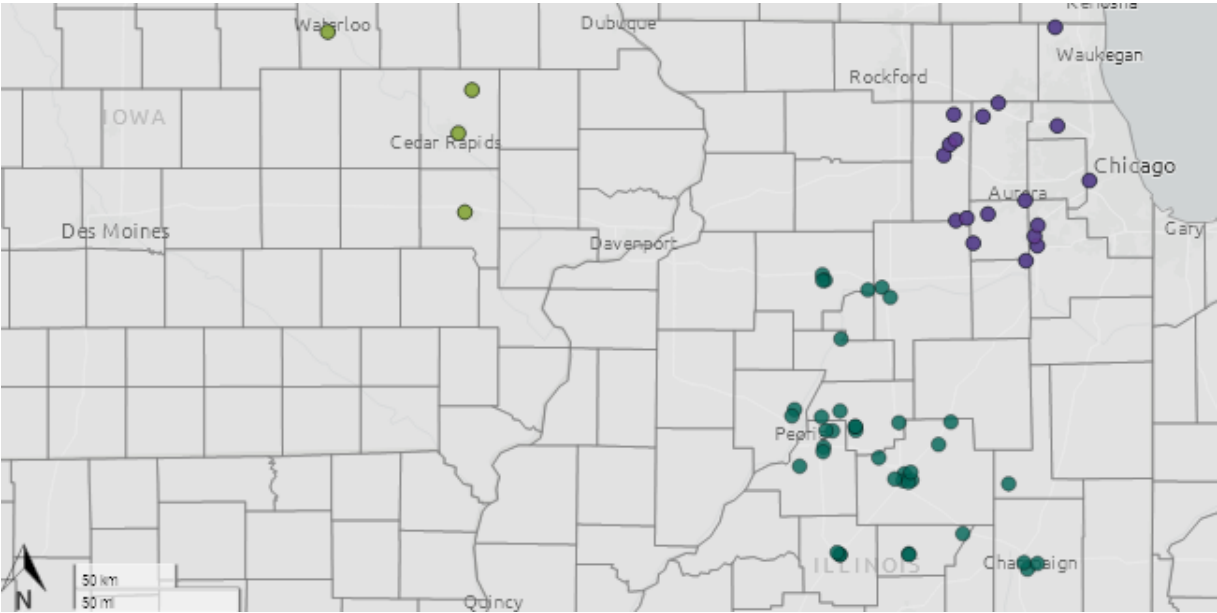 Kenosha
Waterloo
Dubuque
Waukegan
Rockford
IOWA
Cedar Rapids
Chicago
Aurora
Des Moines
Davenport
Gary
Peoria
ILLINOIS
Champaign
50 km
50 mi
N
Quincy